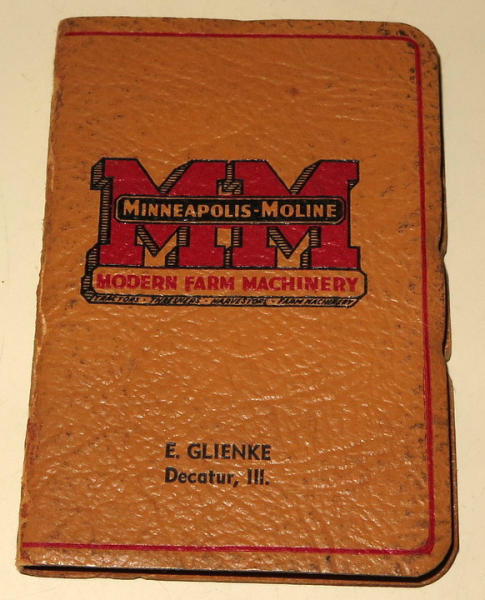 MM
MINNEAPOLIS-MOLINE
MODERN FARM MACHINERY
TRACTORS · THRESHERS · HARVESTORS · FARM MACHINERY
E. GLIENKE
Decatur, Ill.